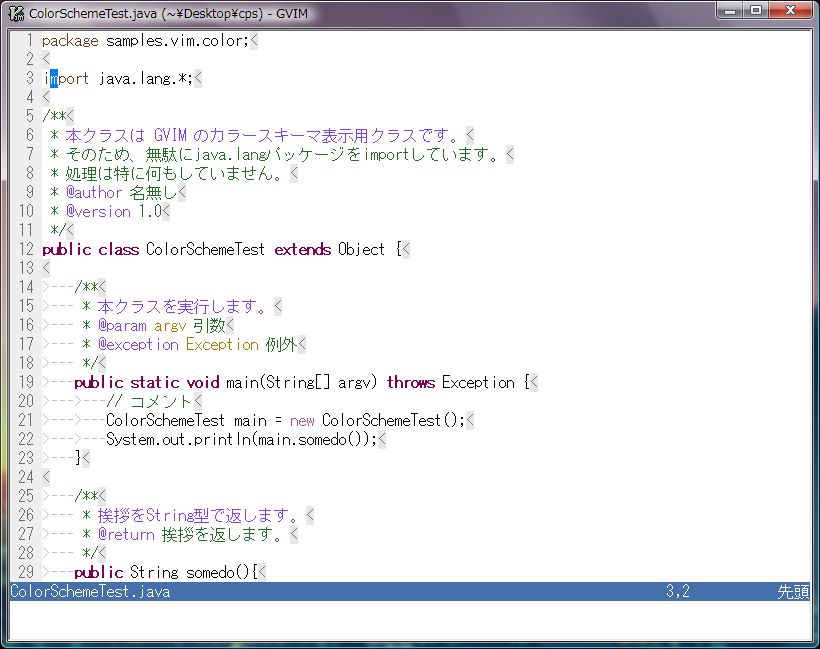 ColorSchemeTest.java (~¥Desktop¥cps) - GVIM
1 package samples.vim.color;<
2 <
3 import java.lang.*;<
4 <
5 /**<
6  * 本クラスは GVIM のカラースキーマ表示用クラスです。<
7  * そのため、無駄にjava.langパッケージをimportしています。<
8  * 処理は特に何もしていません。<
9  * @author 名無し<
10  * @version 1.0<
11  */<
12 public class ColorSchemeTest extends Object {<
13 <
14 >---/**<
15 >--- * 本クラスを実行します。<
16 >--- * @param argv 引数<
17 >--- * @exception Exception 例外<
18 >--- */<
19 >---public static void main(String[] argv) throws Exception {<
20 >--->---// コメント<
21 >--->---ColorSchemeTest main = new ColorSchemeTest();<
22 >--->---System.out.println(main.somedo());<
23 >---}<
24 <
25 >---/**<
26 >--- * 挨拶をString型で返します。<
27 >--- * @return 挨拶を返します。<
28 >--- */<
29 >---public String somedo(){<
ColorSchemeTest.java 3,2 先頭